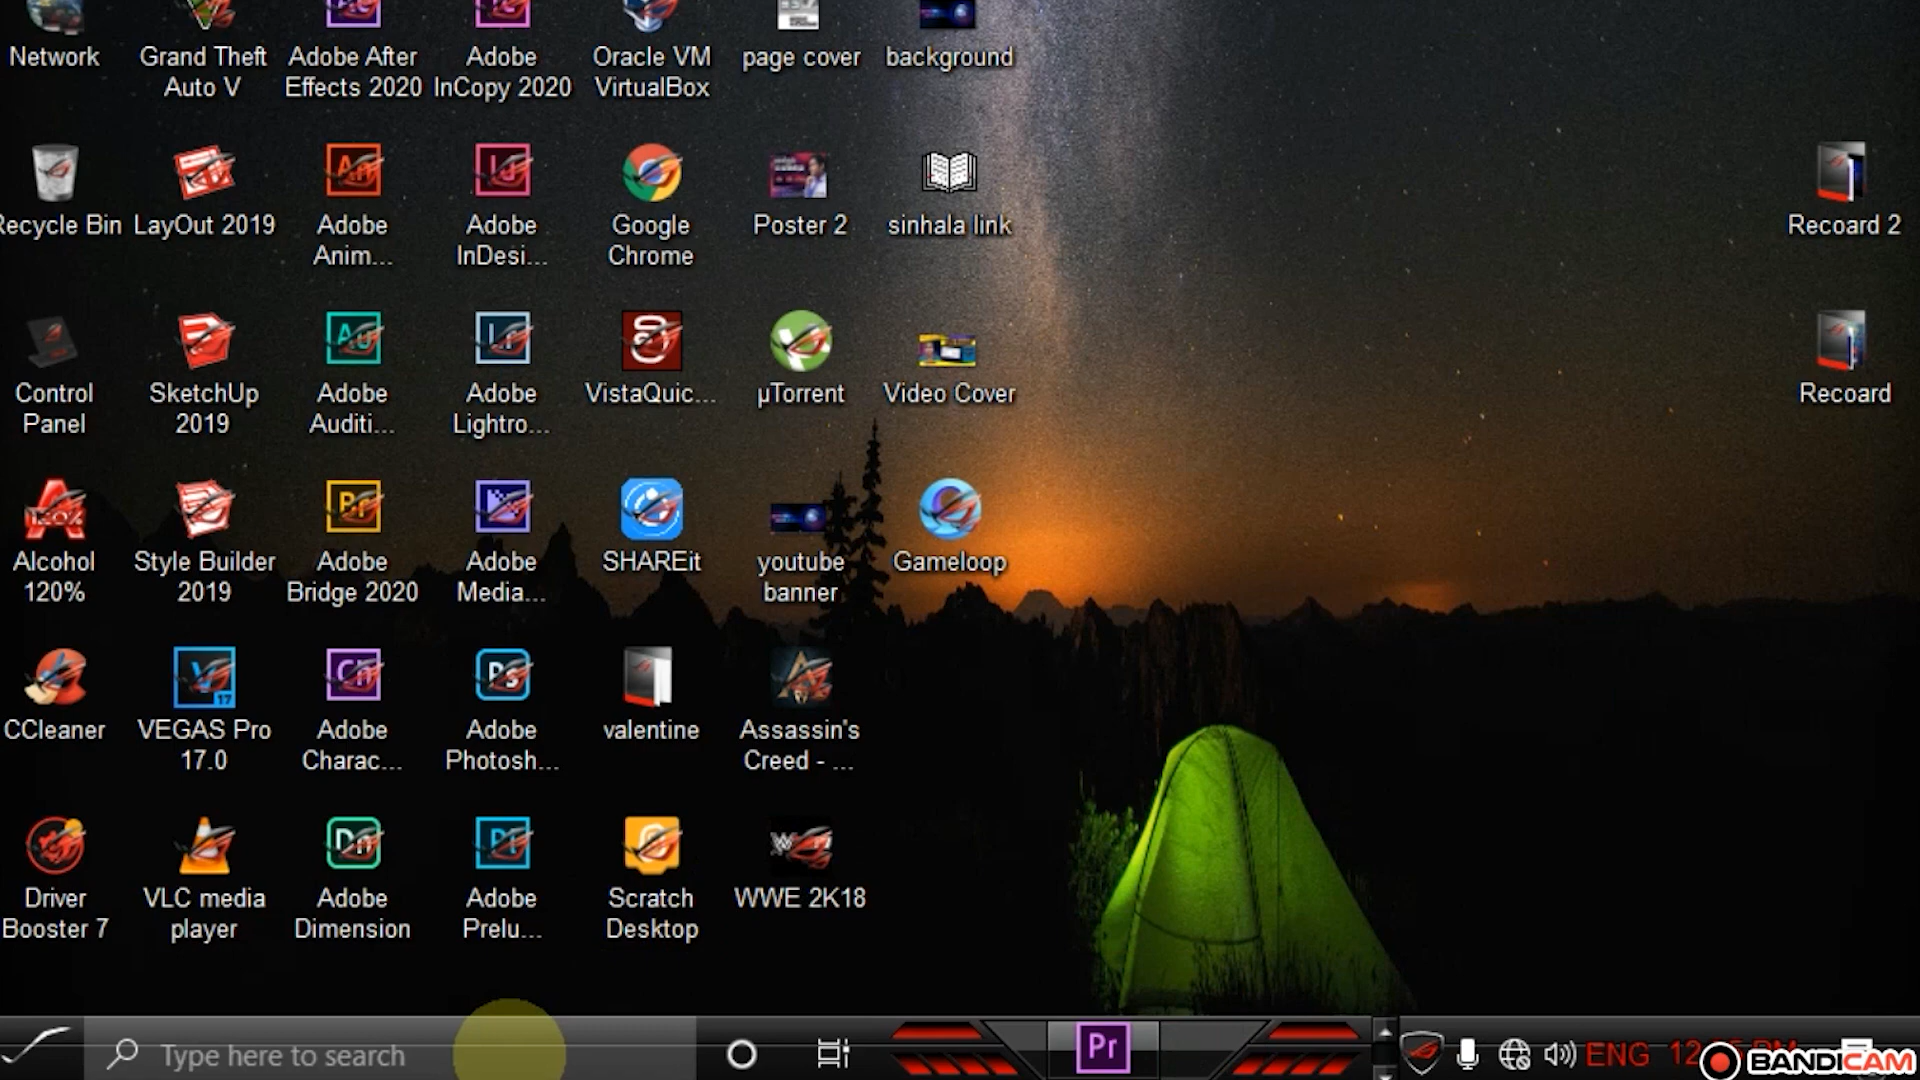 Network
Grand Theft
Auto V
Adobe After
Effects 2020
Adobe
InCopy 2020
Oracle VM
VirtualBox
page cover
background
Recycle Bin
LayOut 2019
Adobe
Anim...
Adobe
InDesi...
Google
Chrome
Poster 2
sinhala link
Recoard 2
Control
Panel
SketchUp
2019
Adobe
Auditi...
Adobe
Lightro...
VistaQuic...
µTorrent
Video Cover
Recoard
Alcohol
120%
Style Builder
2019
Adobe
Bridge 2020
Adobe
Media...
SHAREit
youtube
banner
Gameloop
CCleaner
VEGAS Pro
17.0
Adobe
Charac...
Adobe
Photosh...
valentine
Assassin's
Creed - ...
Driver
Booster 7
VLC media
player
Adobe
Dimension
Adobe
Prelu...
Scratch
Desktop
WWE 2K18
Type here to search
Pr
ENG
BANDICAM